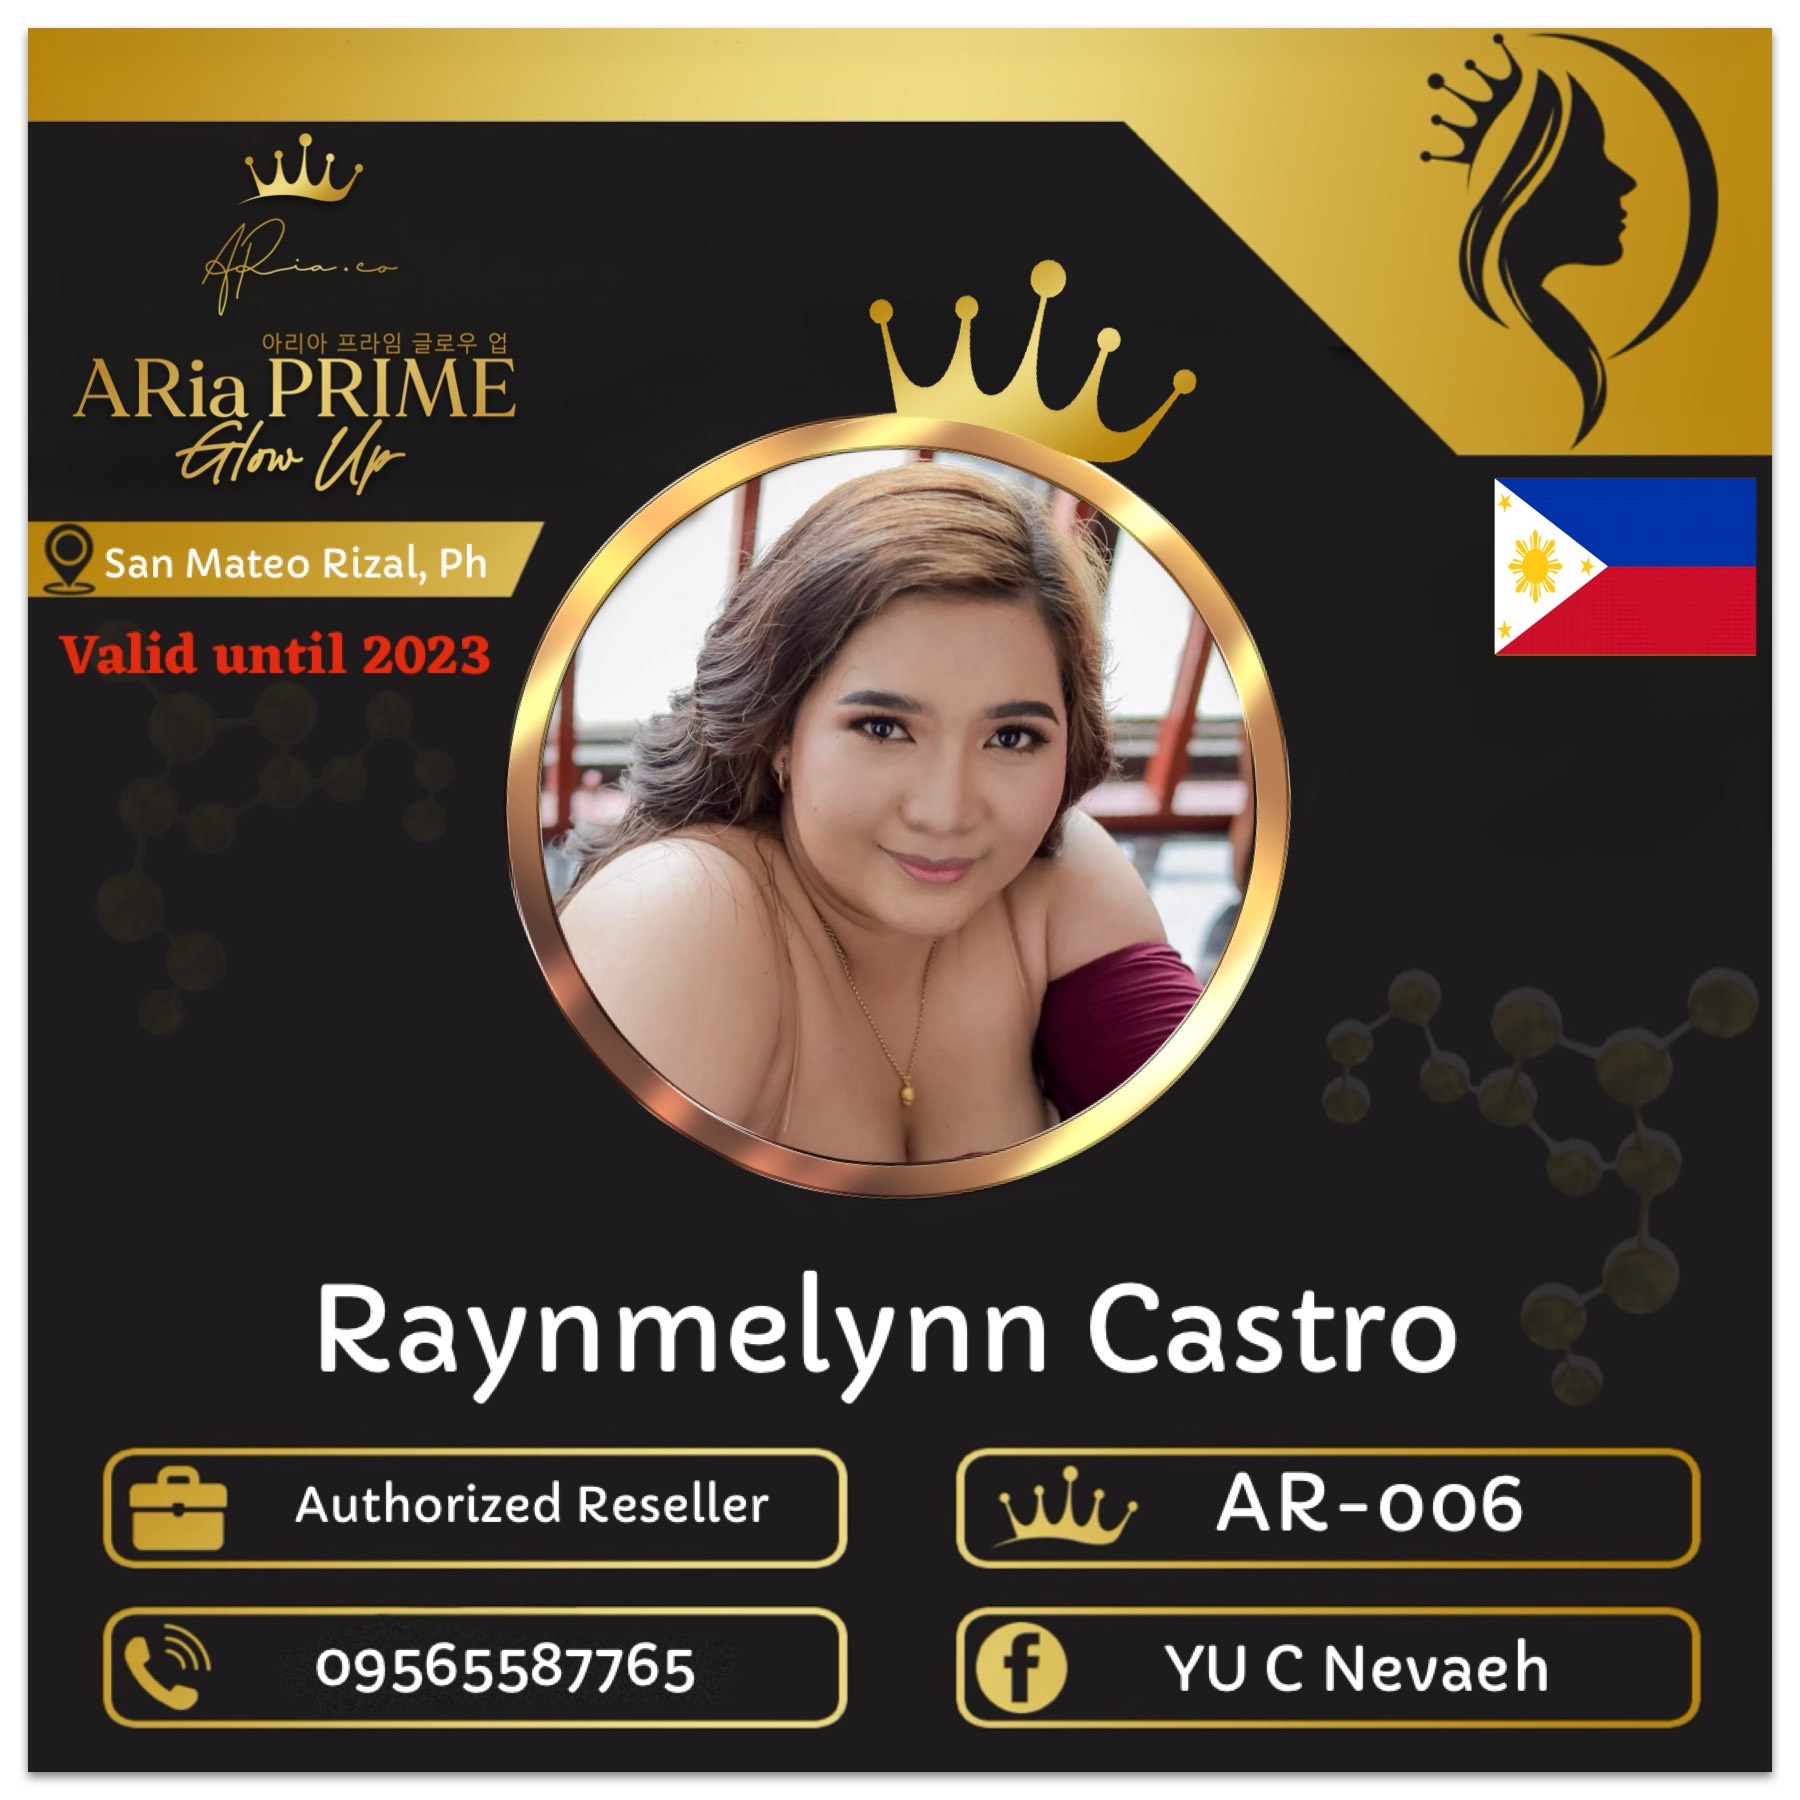 ARia.co
아리아 프라임 글로우 업
ARia PRIME
Glow Up
San Mateo Rizal, Ph
Valid until 2023
Raynmelynn Castro
Authorized Reseller
AR-006
09565587765
YU C Nevaeh